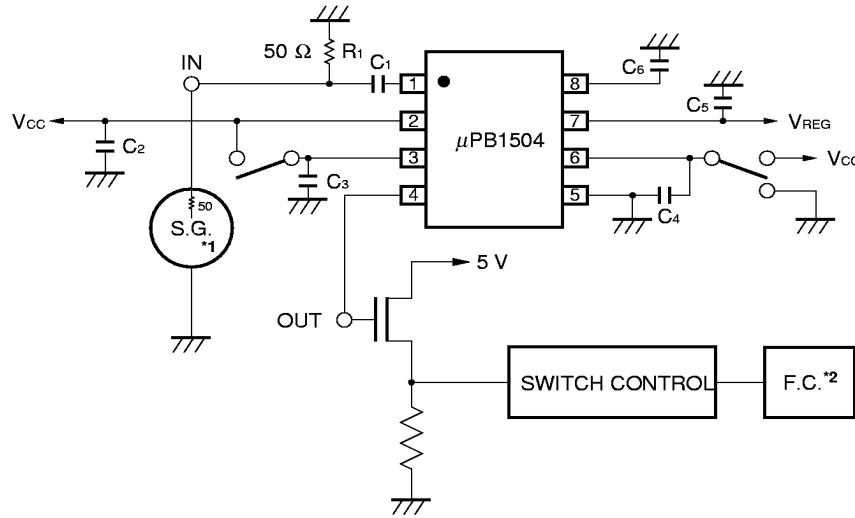 50 Ω
R₁
C₁
IN
1
8
C₆
C₅
VCC
2
7
VREG
μPB1504
C₂
3
6
VCC
C₃
4
5
C₄
50
S.G.
*1
5 V
OUT
SWITCH CONTROL
F.C.*2